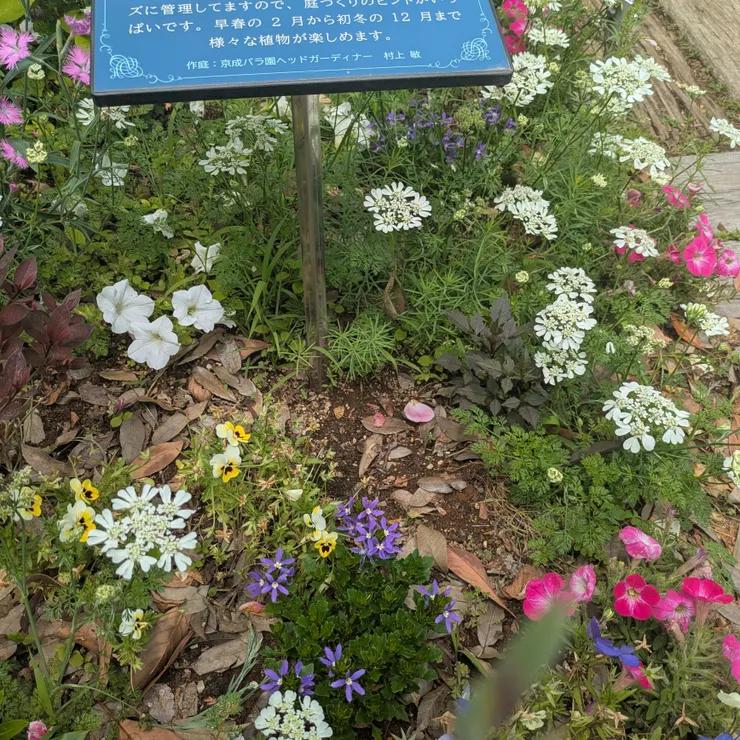 ズに管理してますので、庭づくりのヒントがいっ
ぱいです。早春の 2 月から初冬の 12 月まで
様々な植物が楽しめます。
作庭：京成バラ園ヘッドガーディナー 村上 敏